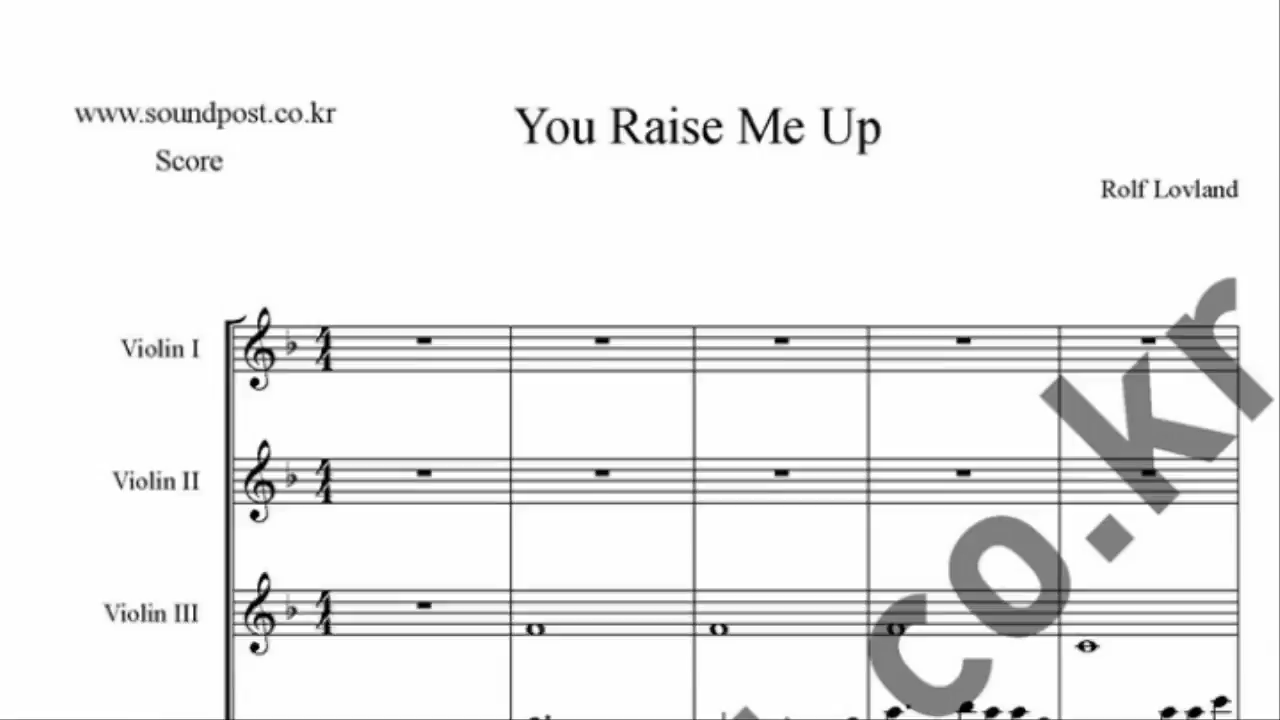 www.soundpost.co.kr
Score
You Raise Me Up
Rolf Lovland
Violin I
Violin II
Violin III
co.kr